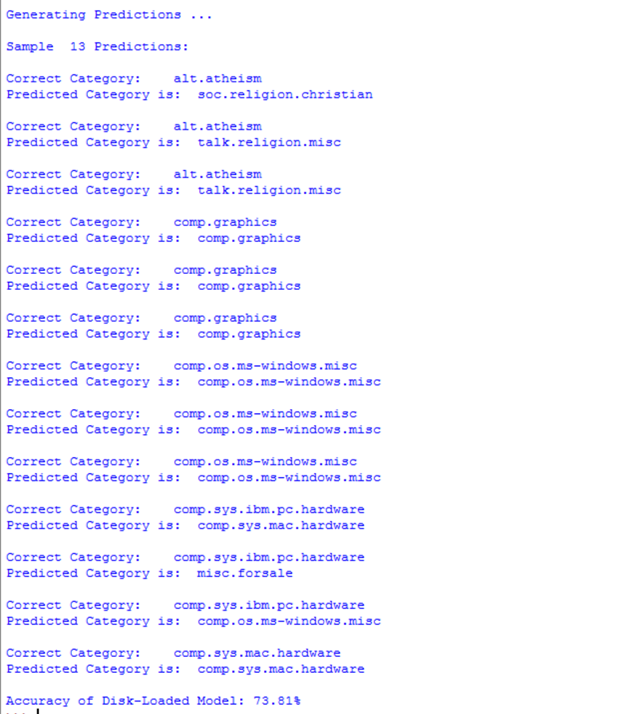 Generating Predictions ...
Sample  13 Predictions:
Correct Category:    alt.atheism
Predicted Category is:  soc.religion.christian
Correct Category:    alt.atheism
Predicted Category is:  talk.religion.misc
Correct Category:    alt.atheism
Predicted Category is:  talk.religion.misc
Correct Category:    comp.graphics
Predicted Category is:  comp.graphics
Correct Category:    comp.graphics
Predicted Category is:  comp.graphics
Correct Category:    comp.graphics
Predicted Category is:  comp.graphics
Correct Category:    comp.os.ms-windows.misc
Predicted Category is:  comp.os.ms-windows.misc
Correct Category:    comp.os.ms-windows.misc
Predicted Category is:  comp.os.ms-windows.misc
Correct Category:    comp.os.ms-windows.misc
Predicted Category is:  comp.os.ms-windows.misc
Correct Category:    comp.sys.ibm.pc.hardware
Predicted Category is:  comp.sys.mac.hardware
Correct Category:    comp.sys.ibm.pc.hardware
Predicted Category is:  misc.forsale
Correct Category:    comp.sys.ibm.pc.hardware
Predicted Category is:  comp.os.ms-windows.misc
Correct Category:    comp.sys.mac.hardware
Predicted Category is:  comp.sys.mac.hardware
Accuracy of Disk-Loaded Model: 73.81%